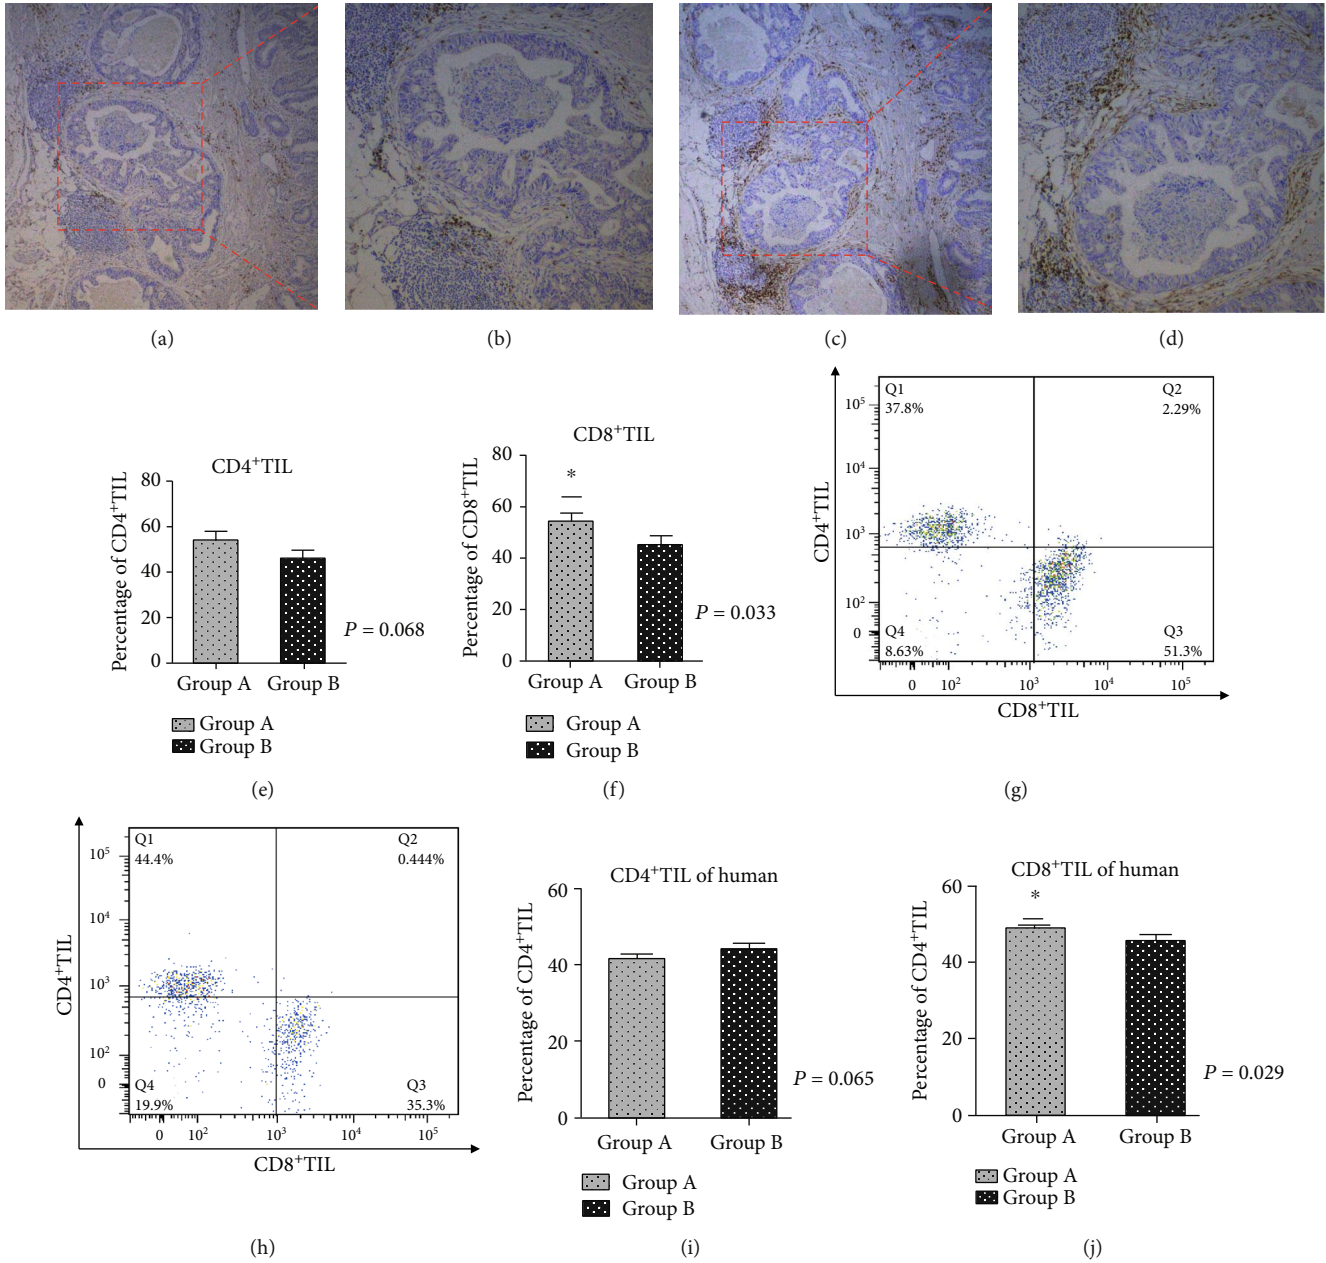 (a)
(b)
(c)
(d)
CD4+TIL
Percentage of CD4+TIL
80
60
40
20
0
Group A
Group B
P = 0.068
Group A
Group B
(e)
CD8+TIL
Percentage of CD8+TIL
80
60
40
20
0
*
Group A
Group B
P = 0.033
Group A
Group B
(f)
Q1
37.8%
Q2
2.29%
Q4
8.63%
Q3
51.3%
CD4+TIL
10^5
10^4
10^3
10^2
0
0
10^2
10^3
10^4
10^5
CD8+TIL
(g)
Q1
44.4%
Q2
0.444%
Q4
19.9%
Q3
35.3%
CD4+TIL
10^5
10^4
10^3
10^2
0
0
10^2
10^3
10^4
10^5
CD8+TIL
(h)
CD4+TIL of human
Percentage of CD4+TIL
60
40
20
0
Group A
Group B
P = 0.065
Group A
Group B
(i)
CD8+TIL of human
Percentage of CD4+TIL
60
40
20
0
*
Group A
Group B
P = 0.029
Group A
Group B
(j)